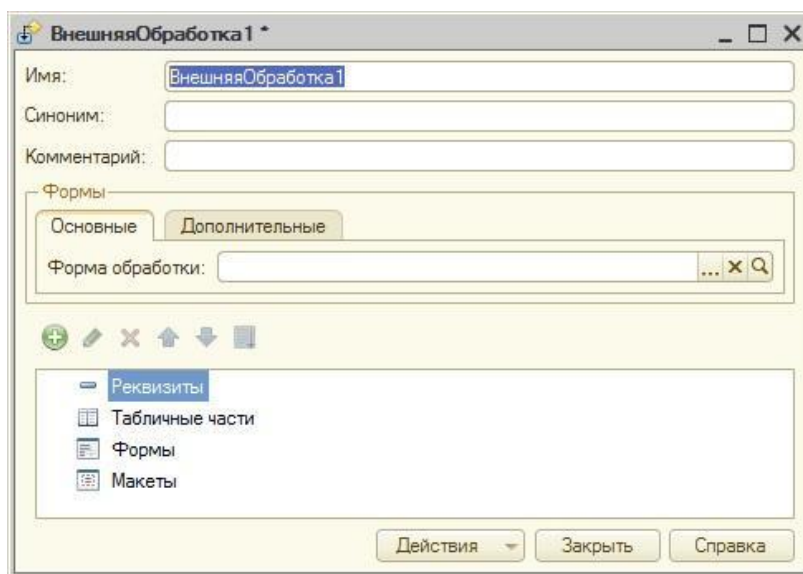 ВнешняяОбработка1 *
Имя: ВнешняяОбработка1
Синоним:
Комментарий:
Формы
Основные Дополнительные
Форма обработки: ...
Реквизиты
Табличные части
Формы
Макеты
Действия Закрыть Справка